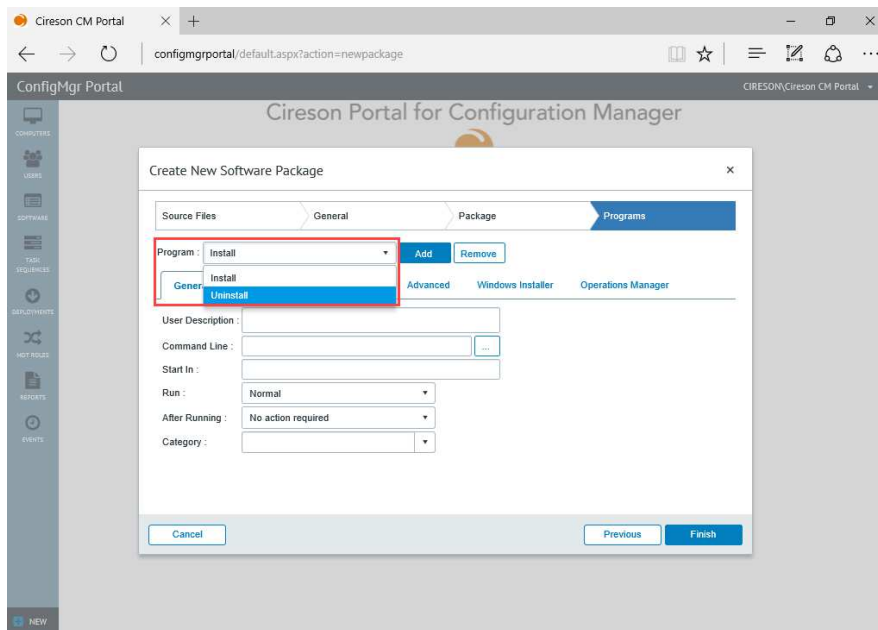 Cireson CM Portal
configmgrportal/default.aspx?action=newpackage
ConfigMgr Portal
CIRESON\Cireson CM Portal
COMPUTERS
USERS
SOFTWARE
TASK
SEQUENCES
DEPLOYMENTS
HOT ROLES
REPORTS
EVENTS
NEW
Cireson Portal for Configuration Manager
Create New Software Package
Source Files
General
Package
Programs
Program :
Install
Add
Remove
Install
Uninstall
Gener
Advanced
Windows Installer
Operations Manager
User Description :
Command Line :
...
Start In :
Run :
Normal
After Running :
No action required
Category :
Cancel
Previous
Finish